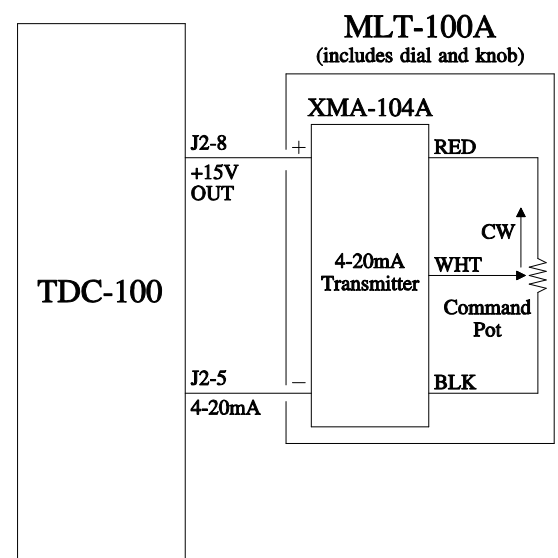 MLT-100A
(includes dial and knob)
XMA-104A
J2-8
+
RED
+15V
OUT
CW
TDC-100
4-20mA
Transmitter
WHT
Command
Pot
J2-5
−
BLK
4-20mA